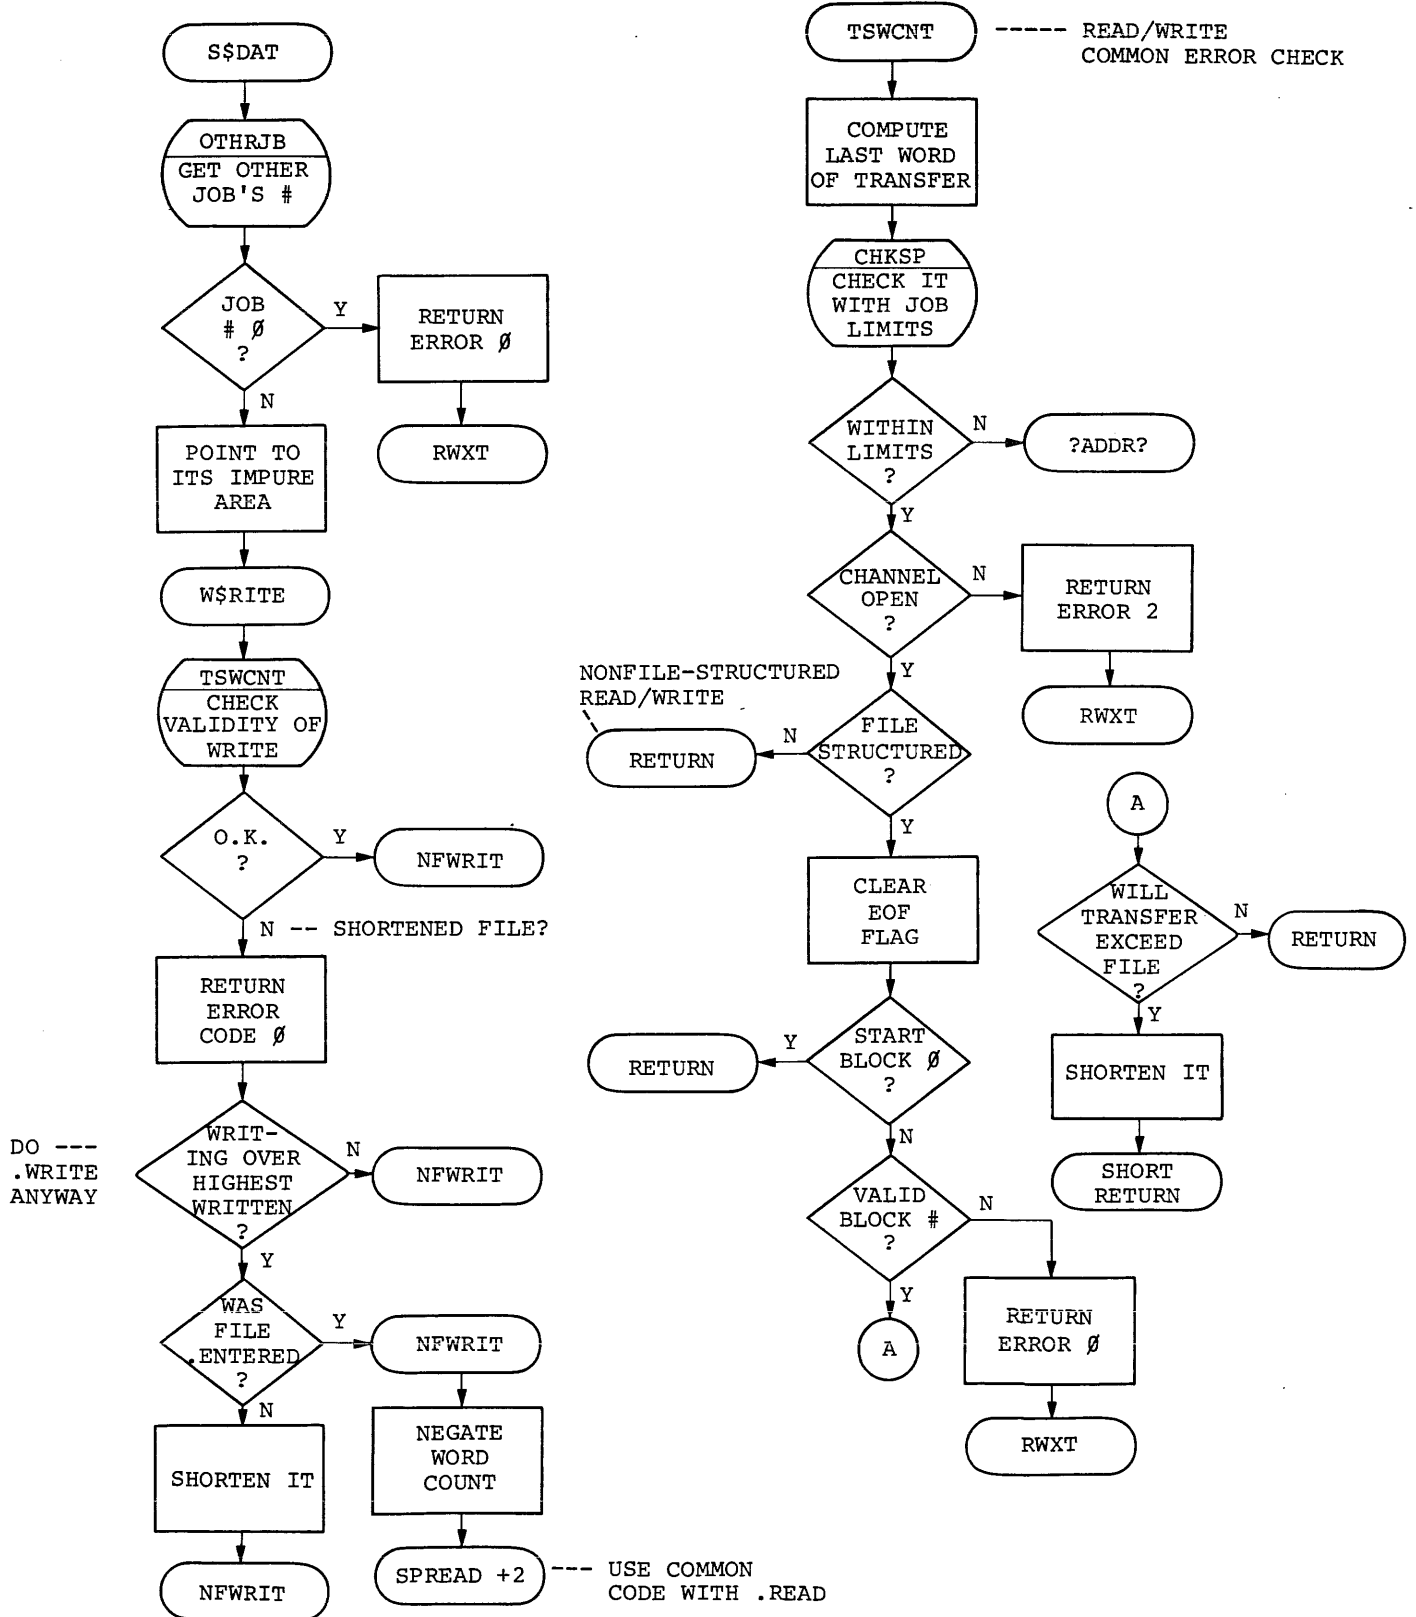 S$DAT
OTHRJB
GET OTHER
JOB'S #
JOB
# Ø
?
Y
RETURN
ERROR Ø
RWXT
N
POINT TO
ITS IMPURE
AREA
W$RITE
TSWCNT
CHECK
VALIDITY OF
WRITE
O.K.
?
Y
NFWRIT
N -- SHORTENED FILE?
RETURN
ERROR
CODE Ø
DO ---
.WRITE
ANYWAY
WRIT-
ING OVER
HIGHEST
WRITTEN
?
N
NFWRIT
Y
WAS
FILE
.ENTERED
?
Y
NFWRIT
NEGATE
WORD
COUNT
SPREAD +2
--- USE COMMON
CODE WITH .READ
N
SHORTEN IT
NFWRIT
TSWCNT
----- READ/WRITE
COMMON ERROR CHECK
COMPUTE
LAST WORD
OF TRANSFER
CHKSP
CHECK IT
WITH JOB
LIMITS
WITHIN
LIMITS
?
N
?ADDR?
Y
CHANNEL
OPEN
?
N
RETURN
ERROR 2
RWXT
Y
NONFILE-STRUCTURED
READ/WRITE
FILE
STRUCTURED
?
N
RETURN
Y
CLEAR
EOF
FLAG
START
BLOCK Ø
?
Y
RETURN
N
VALID
BLOCK #
?
N
RETURN
ERROR Ø
RWXT
Y
A
A
WILL
TRANSFER
EXCEED
FILE
?
N
RETURN
Y
SHORTEN IT
SHORT
RETURN